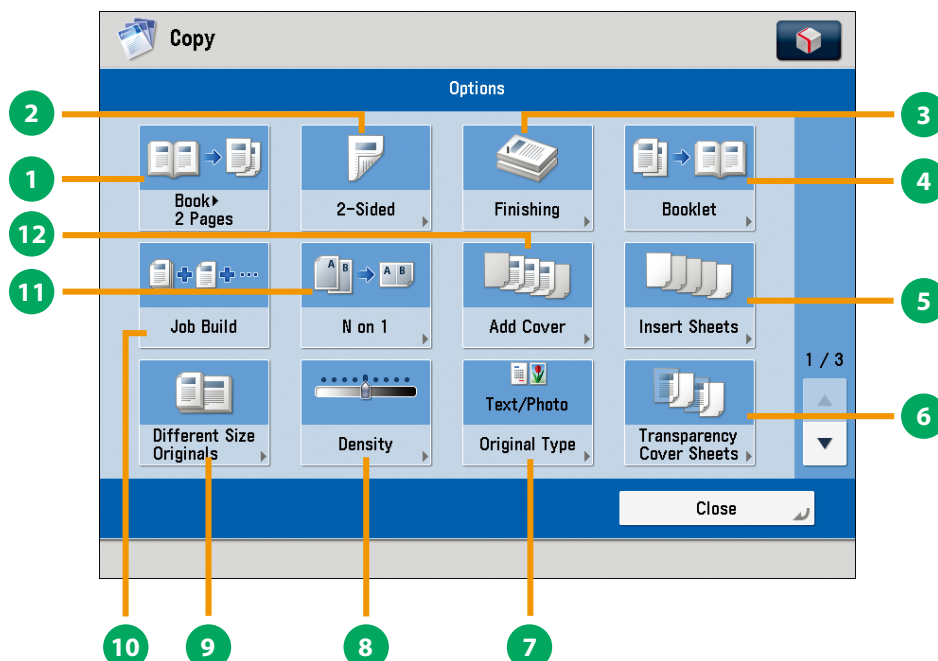 Copy
Options
2
3
1
4
Book▸
2 Pages
2-Sided
Finishing
Booklet
12
11
A B
A B
5
Job Build
N on 1
Add Cover
Insert Sheets
1 / 3
Text/Photo
6
Different Size
Originals
Density
Original Type
Transparency
Cover Sheets
Close
10
9
8
7